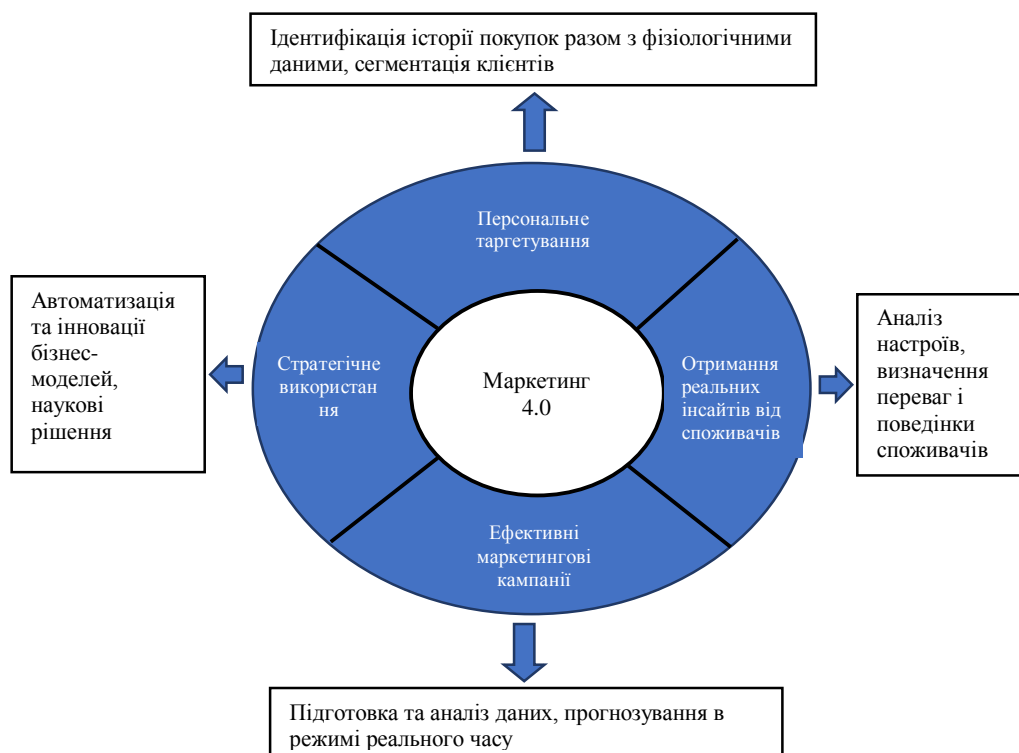 Ідентифікація історії покупок разом з фізіологічними
даними, сегментація клієнтів
Персональне
таргетування
Автоматизація
та інновації
бізнес-
моделей,
наукові
рішення
Стратегічне
використан
ня
Маркетинг
4.0
Отримання
реальних
інсайтів від
споживачів
Аналіз
настроїв,
визначення
переваг і
поведінки
споживачів
Ефективні
маркетингові
кампанії
Підготовка та аналіз даних, прогнозування в
режимі реального часу